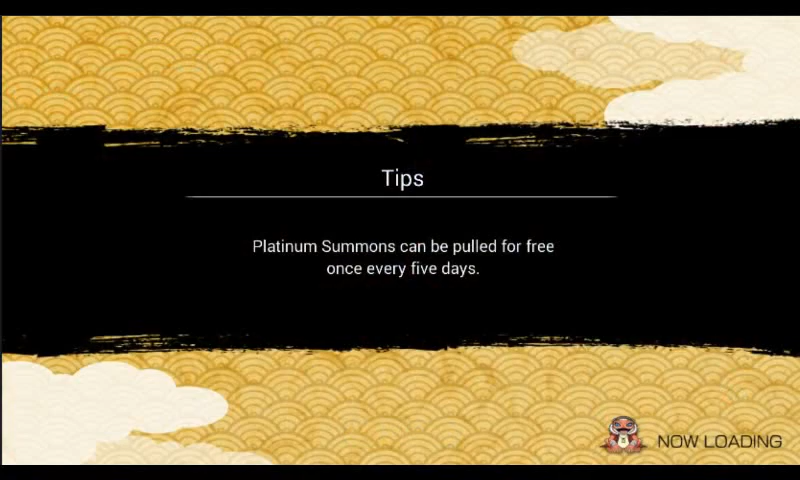 Tips
Platinum Summons can be pulled for free
once every five days.
NOW LOADING